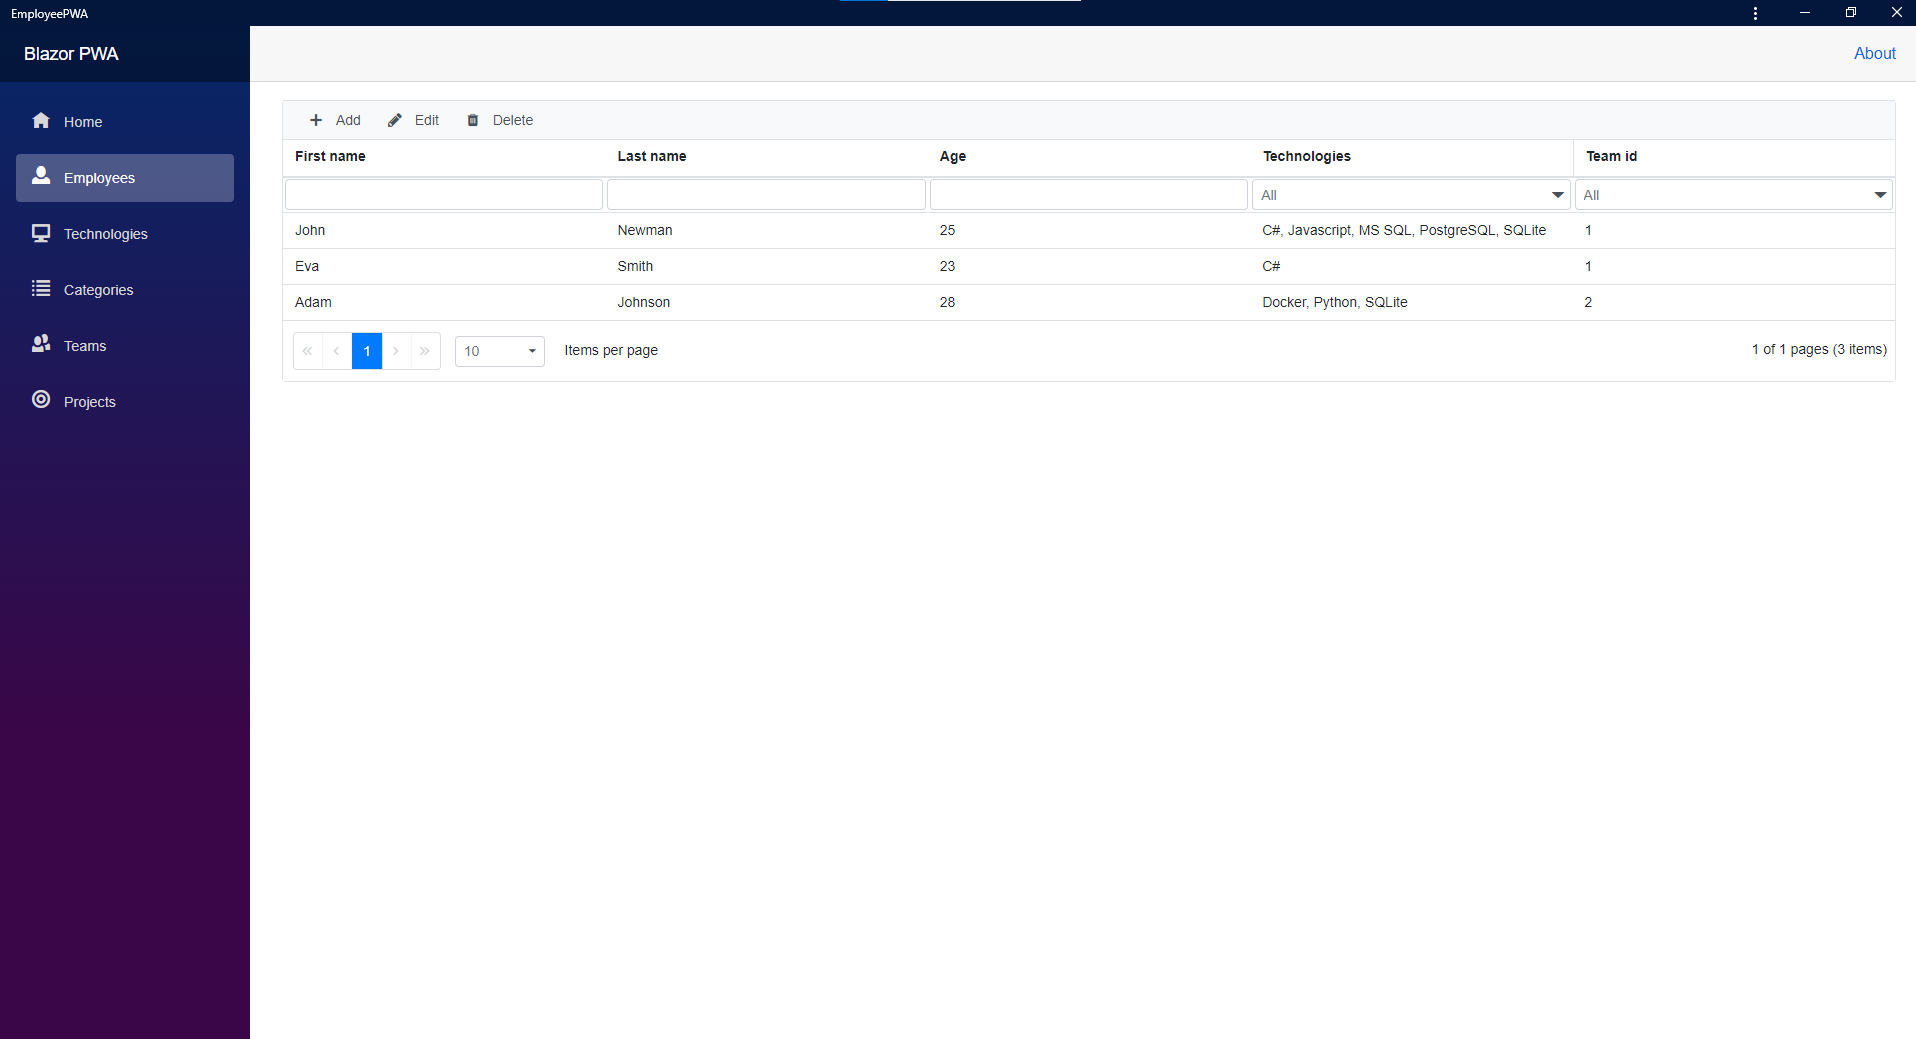 EmployeePWA
Blazor PWA
About
Home
Employees
Technologies
Categories
Teams
Projects
Add Edit Delete
First name Last name Age Technologies Team id
All All
John Newman 25 C#, Javascript, MS SQL, PostgreSQL, SQLite 1
Eva Smith 23 C# 1
Adam Johnson 28 Docker, Python, SQLite 2
« ‹ 1 › » 10 Items per page 1 of 1 pages (3 items)